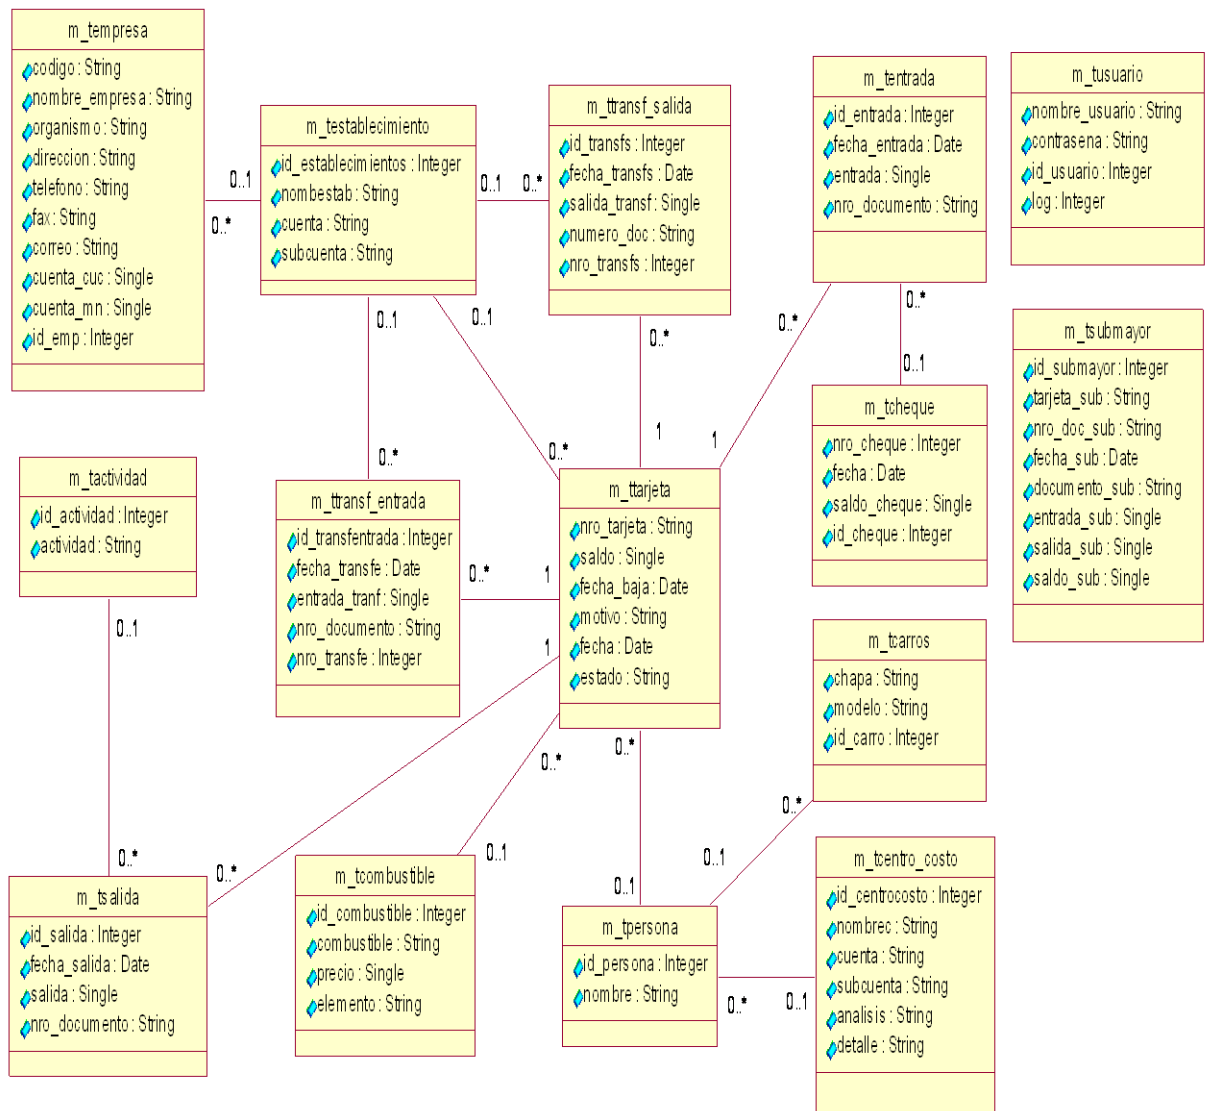 m_tempresa
codigo : String
nombre_empresa : String
organismo : String
direccion : String
telefono : String
fax : String
correo : String
cuenta_cuc : Single
cuenta_mn : Single
id_emp : Integer
0..1
0..*
m_testablecimiento
id_establecimientos : Integer
nombestab : String
cuenta : String
subcuenta : String
0..1
0..*
m_ttransf_salida
id_transfs : Integer
fecha_transfs : Date
salida_transf : Single
numero_doc : String
nro_transfs : Integer
m_tentrada
id_entrada : Integer
fecha_entrada : Date
entrada : Single
nro_documento : String
m_tusuario
nombre_usuario : String
contrasena : String
id_usuario : Integer
log : Integer
0..1
0..1
0..*
0..*
0..*
0..1
m_tsubmayor
id_submayor : Integer
tarjeta_sub : String
nro_doc_sub : String
fecha_sub : Date
documento_sub : String
entrada_sub : Single
salida_sub : Single
saldo_sub : Single
m_tcheque
nro_cheque : Integer
fecha : Date
saldo_cheque : Single
id_cheque : Integer
0..*
0..*
1
1
m_tactividad
id_actividad : Integer
actividad : String
m_ttransf_entrada
id_transfentrada : Integer
fecha_transfe : Date
entrada_tranf : Single
nro_documento : String
nro_transfe : Integer
0..*
1
1
m_ttarjeta
nro_tarjeta : String
saldo : Single
fecha_baja : Date
motivo : String
fecha : Date
estado : String
0..1
m_tcarros
chapa : String
modelo : String
id_carro : Integer
0..*
0..*
0..*
0..1
0..*
0..*
0..1
0..1
m_tsalida
id_salida : Integer
fecha_salida : Date
salida : Single
nro_documento : String
m_tcombustible
id_combustible : Integer
combustible : String
precio : Single
elemento : String
m_tpersona
id_persona : Integer
nombre : String
0..*
0..1
m_tcentro_costo
id_centrocosto : Integer
nombrec : String
cuenta : String
subcuenta : String
analisis : String
detalle : String